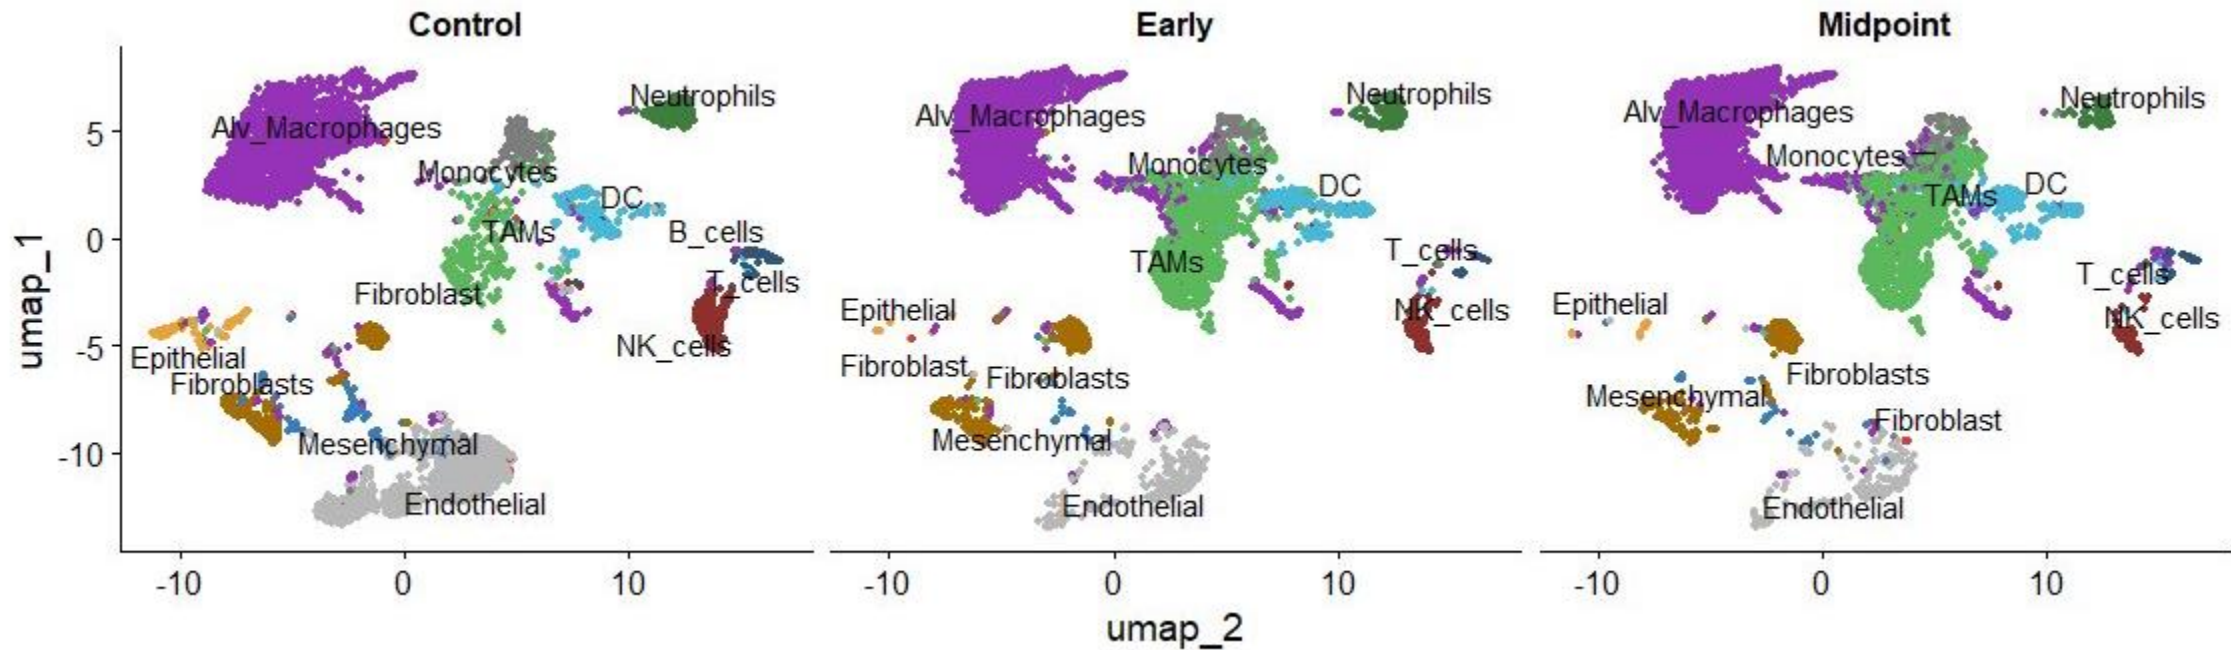 Control
Early
Midpoint
umap_1
5
0
-5
-10
Alv_Macrophages
Neutrophils
Monocytes
DC
TAMs
B_cells
T_cells
Fibroblast
NK_cells
Epithelial
Fibroblasts
Mesenchymal
Endothelial
-10
0
10
Alv_Macrophages
Neutrophils
Monocytes
DC
TAMs
T_cells
NK_cells
Epithelial
Fibroblast
Fibroblasts
Mesenchymal
Endothelial
-10
0
10
Alv_Macrophages
Neutrophils
Monocytes
TAMs
DC
T_cells
NK_cells
Epithelial
Fibroblasts
Mesenchymal
Fibroblast
Endothelial
-10
0
10
umap_2